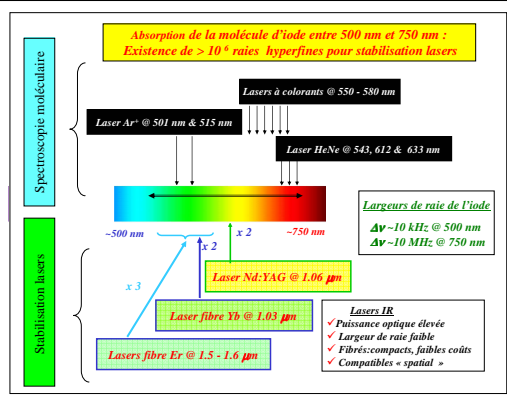 Absorption de la molécule d'iode entre 500 nm et 750 nm :
Existence de > 10 6 raies hyperfines pour stabilisation lasers
Spectroscopie moléculaire
Lasers à colorants @ 550 - 580 nm
Laser Ar+ @ 501 nm & 515 nm
Laser HeNe @ 543, 612 & 633 nm
~500 nm
x 2
x 2
~750 nm
Largeurs de raie de l'iode
Δν ~10 kHz @ 500 nm
Δν ~10 MHz @ 750 nm
Stabilisation lasers
x 3
Laser Nd:YAG @ 1.06 µm
Laser fibre Yb @ 1.03 µm
Lasers fibre Er @ 1.5 - 1.6 µm
Lasers IR
✓Puissance optique élevée
✓ Largeur de raie faible
✓ Fibrés:compacts, faibles coûts
✓Compatibles « spatial »